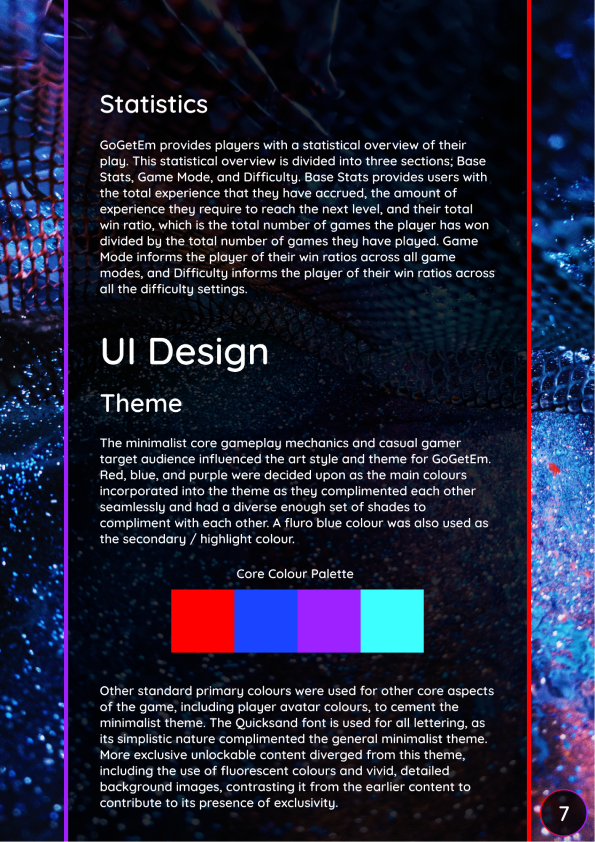 Statistics
GoGetEm provides players with a statistical overview of their
play. This statistical overview is divided into three sections; Base
Stats, Game Mode, and Difficulty. Base Stats provides users with
the total experience that they have accrued, the amount of
experience they require to reach the next level, and their total
win ratio, which is the total number of games the player has won
divided by the total number of games they have played. Game
Mode informs the player of their win ratios across all game
modes, and Difficulty informs the player of their win ratios across
all the difficulty settings.
UI Design
Theme
The minimalist core gameplay mechanics and casual gamer
target audience influenced the art style and theme for GoGetEm.
Red, blue, and purple were decided upon as the main colours
incorporated into the theme as they complimented each other
seamlessly and had a diverse enough set of shades to
compliment with each other. A fluro blue colour was also used as
the secondary / highlight colour.
Core Colour Palette
Other standard primary colours were used for other core aspects
of the game, including player avatar colours, to cement the
minimalist theme. The Quicksand font is used for all lettering, as
its simplistic nature complimented the general minimalist theme.
More exclusive unlockable content diverged from this theme,
including the use of fluorescent colours and vivid, detailed
background images, contrasting it from the earlier content to
contribute to its presence of exclusivity.
7